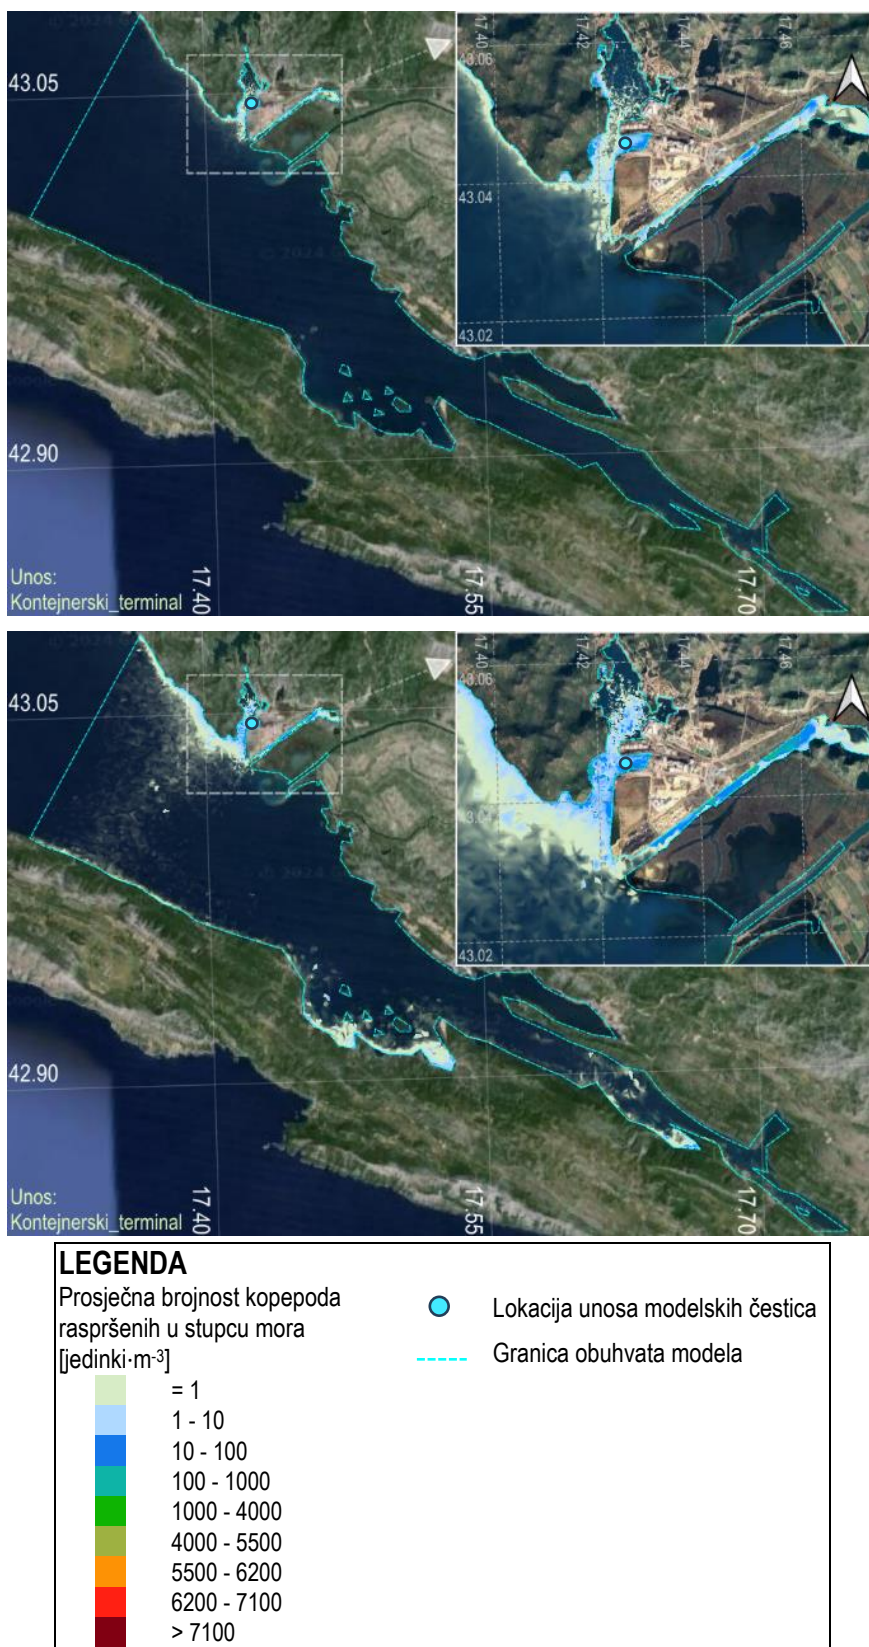 17.40
17.42
17.44
17.46
43.06
43.05
43.04
© 2024 G
43.02
42.90
Unos:
Kontejnerski_terminal
17.40
17.55
17.70
17.40
17.42
17.44
17.46
43.06
43.05
43.04
© 2024 G
43.02
42.90
Unos:
Kontejnerski_terminal
17.40
17.55
17.70
LEGENDA
Prosječna brojnost kopepoda
raspršenih u stupcu mora
[jedinki·m-3]
= 1
1 - 10
10 - 100
100 - 1000
1000 - 4000
4000 - 5500
5500 - 6200
6200 - 7100
> 7100
Lokacija unosa modelskih čestica
Granica obuhvata modela